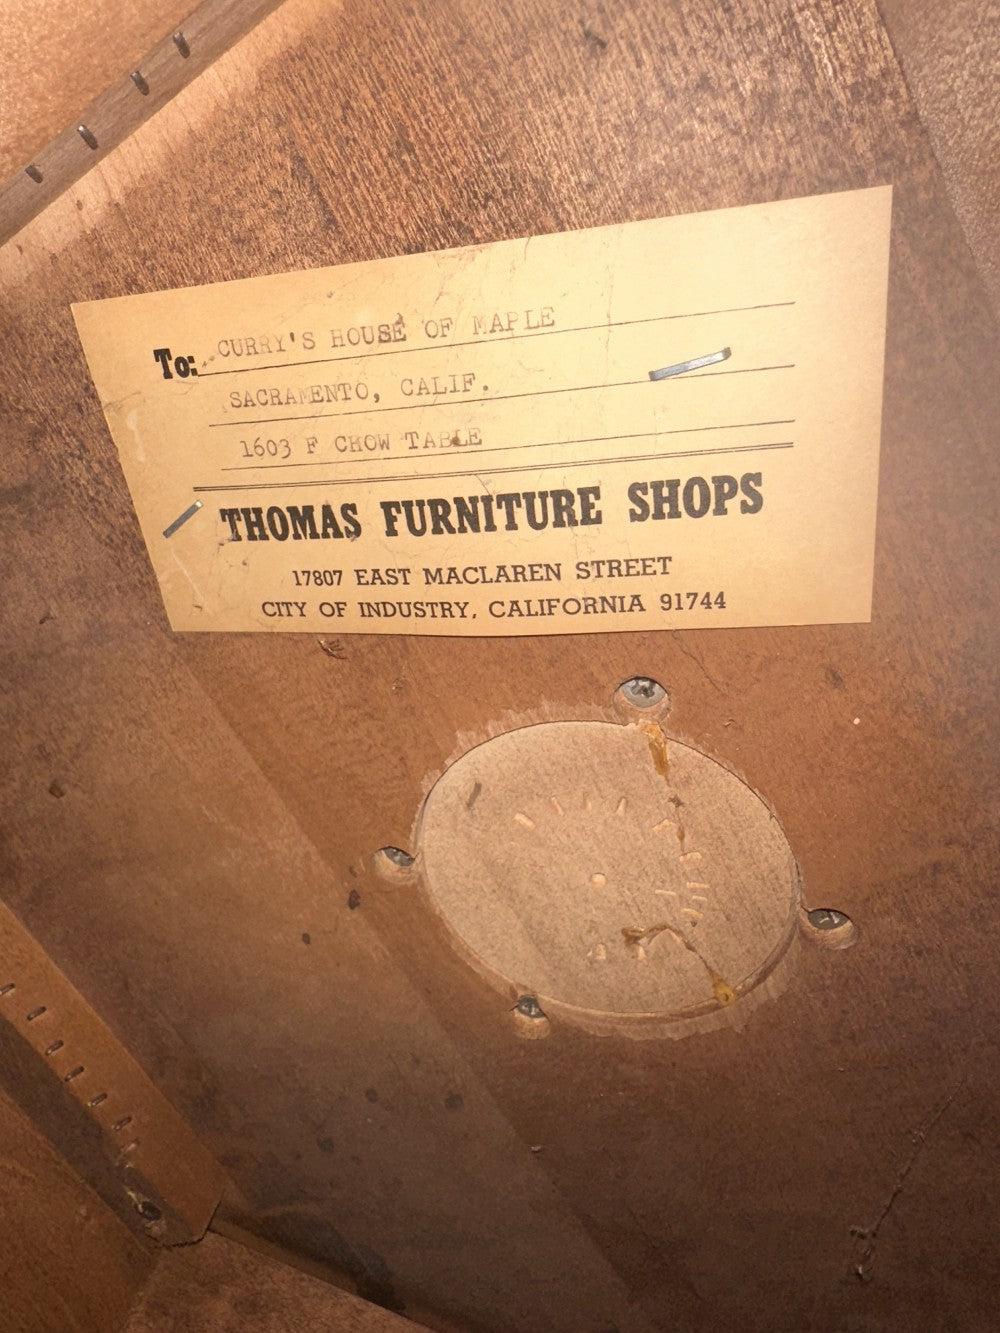 To: CURRY'S HOUSE OF MAPLE
SACRAMENTO, CALIF.
1603 F CHOW TABLE
THOMAS FURNITURE SHOPS
17807 EAST MACLAREN STREET
CITY OF INDUSTRY, CALIFORNIA 91744